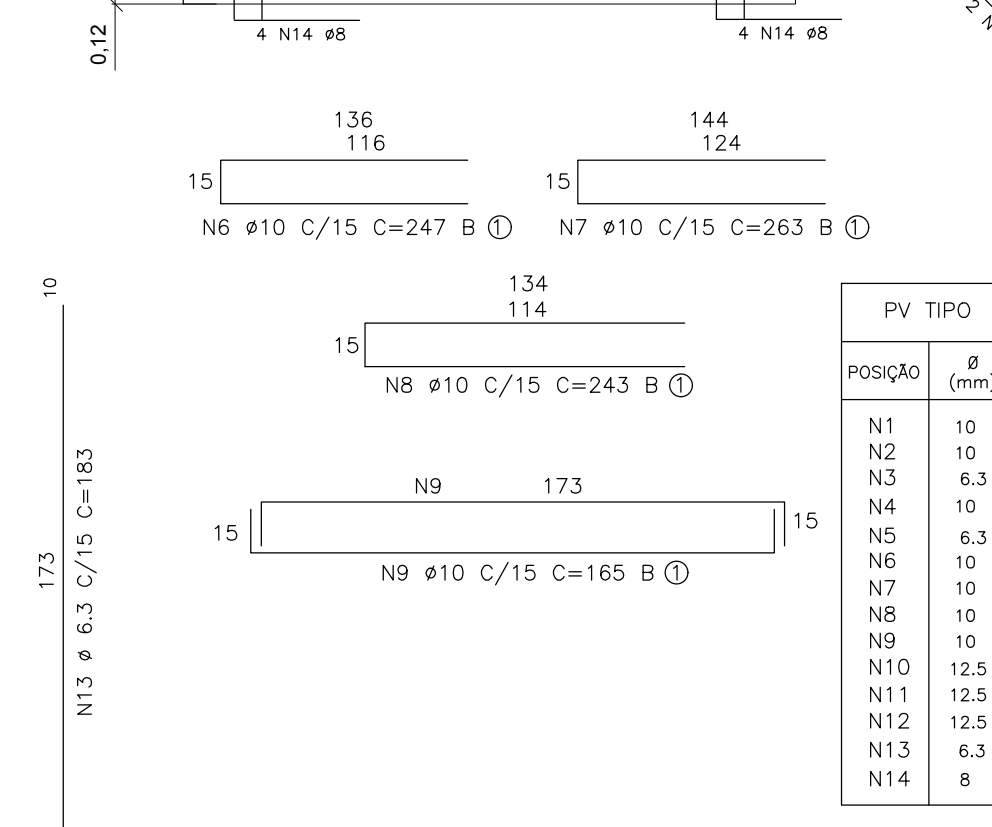 0,12
4 N14 ø8
4 N14 ø8
2 N
136
116
15
N6 ø10 C/15 C=247 B ①
144
124
15
N7 ø10 C/15 C=263 B ①
134
114
15
N8 ø10 C/15 C=243 B ①
N9 173
15
15
N9 ø10 C/15 C=165 B ①
10
173
N13 ø 6.3 C/15 C=183
PV TIPO
POSIÇÃO Ø (mm)
N1 10
N2 10
N3 6.3
N4 10
N5 6.3
N6 10
N7 10
N8 10
N9 10
N10 12.5
N11 12.5
N12 12.5
N13 6.3
N14 8